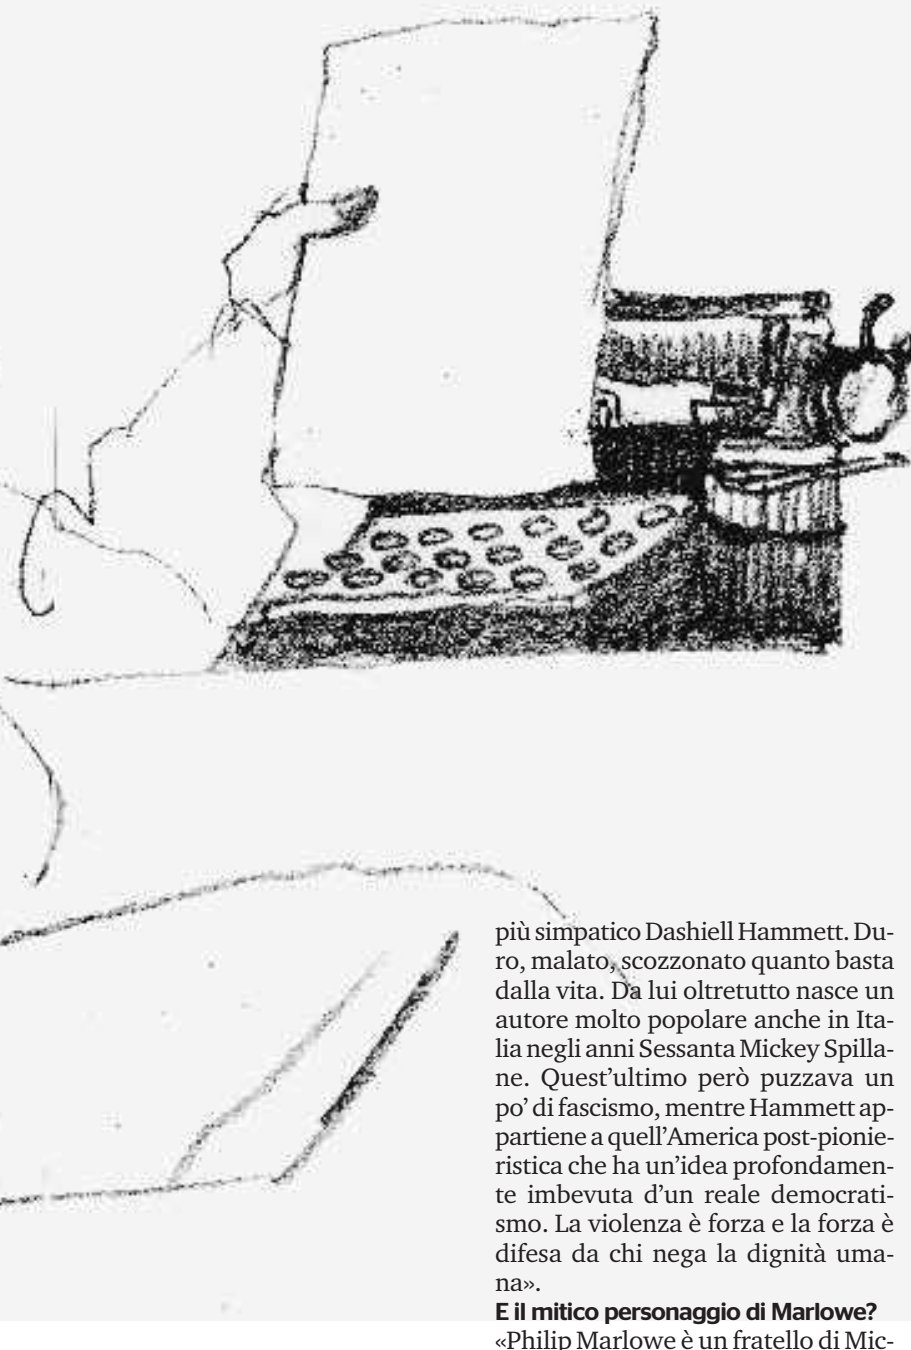 più simpatico Dashiell Hammett. Du-
ro, malato, scozzonato quanto basta
dalla vita. Da lui oltretutto nasce un
autore molto popolare anche in Ita-
lia negli anni Sessanta Mickey Spilla-
ne. Quest’ultimo però puzzava un
po’ di fascismo, mentre Hammett ap-
partiene a quell’America post-pionie-
ristica che ha un’idea profondamen-
te imbevuta d’un reale democrati-
smo. La violenza è forza e la forza è
difesa da chi nega la dignità uma-
na».
E il mitico personaggio di Marlowe?
«Philip Marlowe è un fratello di Mic-